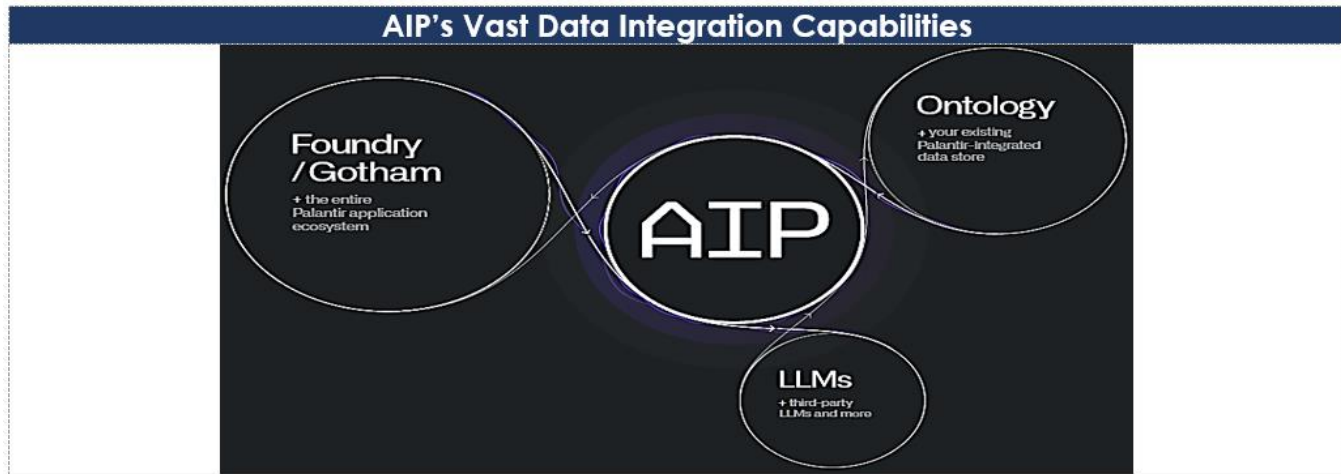 AIP's Vast Data Integration Capabilities
Foundry
/Gotham
+ the entire
Palantir application
ecosystem
AIP
Ontology
+ your existing
Palantir-integrated
data store
LLMs
+ third-party
LLMs and more